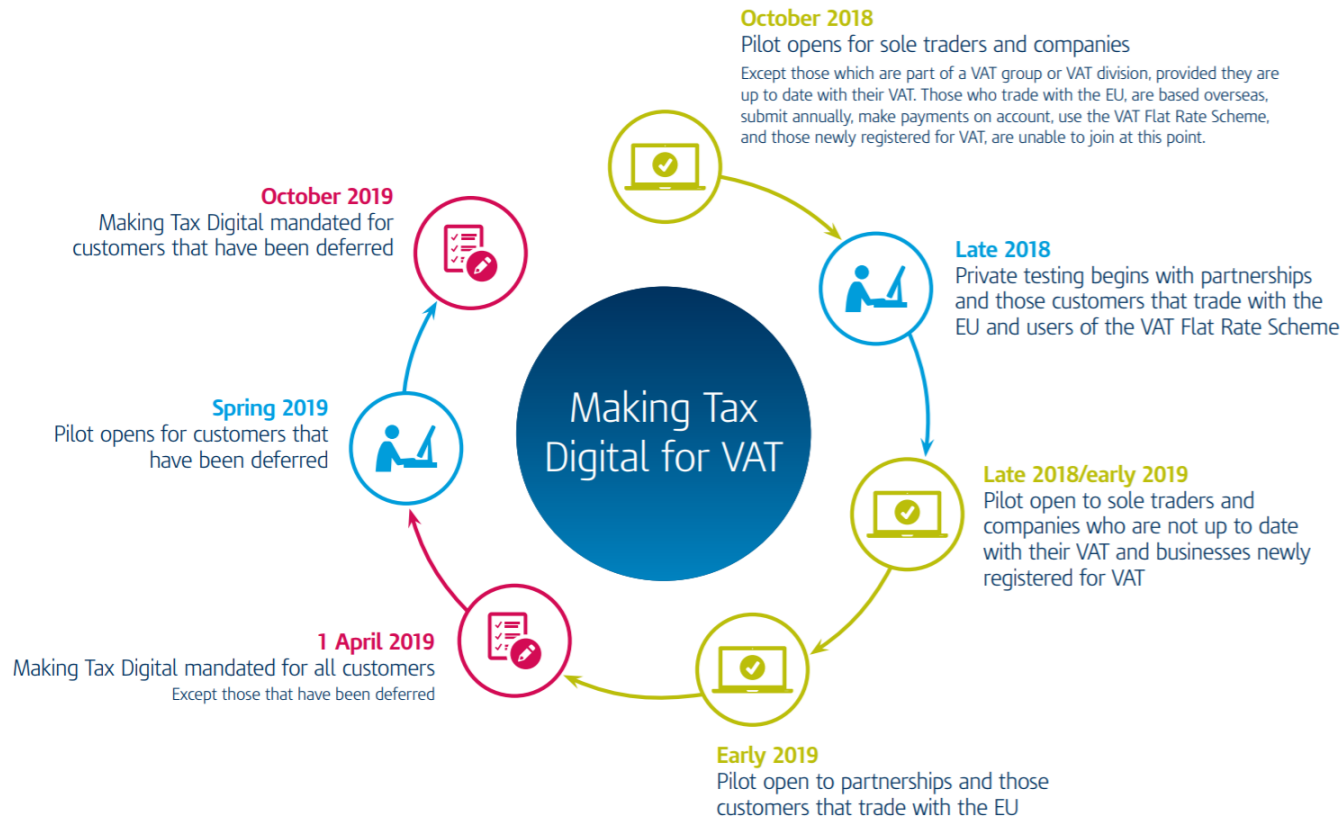 October 2018
Pilot opens for sole traders and companies
Except those which are part of a VAT group or VAT division, provided they are
up to date with their VAT. Those who trade with the EU, are based overseas,
submit annually, make payments on account, use the VAT Flat Rate Scheme,
and those newly registered for VAT, are unable to join at this point.
Late 2018
Private testing begins with partnerships
and those customers that trade with the
EU and users of the VAT Flat Rate Scheme
Late 2018/early 2019
Pilot open to sole traders and
companies who are not up to date
with their VAT and businesses newly
registered for VAT
Early 2019
Pilot open to partnerships and those
customers that trade with the EU
1 April 2019
Making Tax Digital mandated for all customers
Except those that have been deferred
Spring 2019
Pilot opens for customers that
have been deferred
October 2019
Making Tax Digital mandated for
customers that have been deferred
Making Tax
Digital for VAT